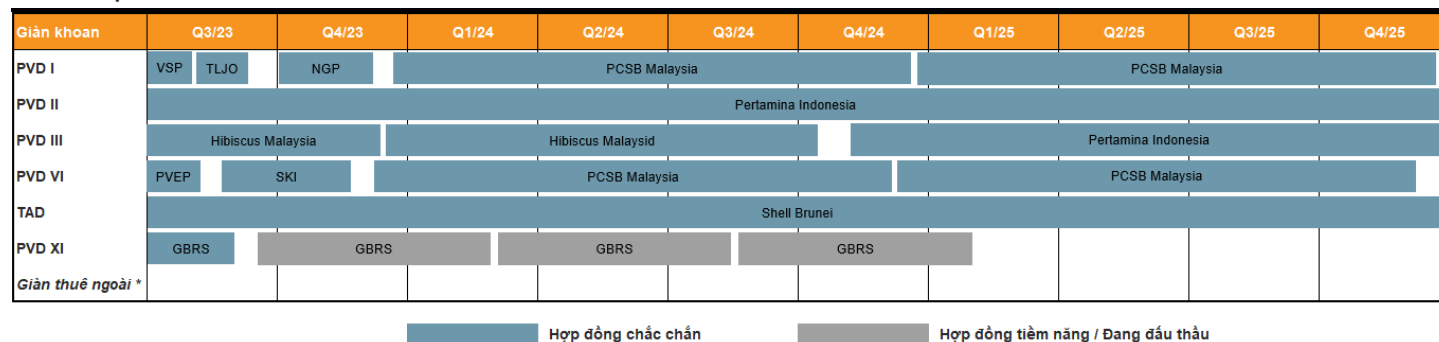 Giàn khoan Q3/23 Q4/23 Q1/24 Q2/24 Q3/24 Q4/24 Q1/25 Q2/25 Q3/25 Q4/25
PVD I VSP TLJO NGP PCSB Malaysia PCSB Malaysia
PVD II Pertamina Indonesia
PVD III Hibiscus Malaysia Hibiscus Malaysid Pertamina Indonesia
PVD VI PVEP SKI PCSB Malaysia PCSB Malaysia
TAD Shell Brunei
PVD XI GBRS GBRS GBRS GBRS
Giàn thuê ngoài *
Hợp đồng chắc chắn Hợp đồng tiềm năng / Đang đấu thầu